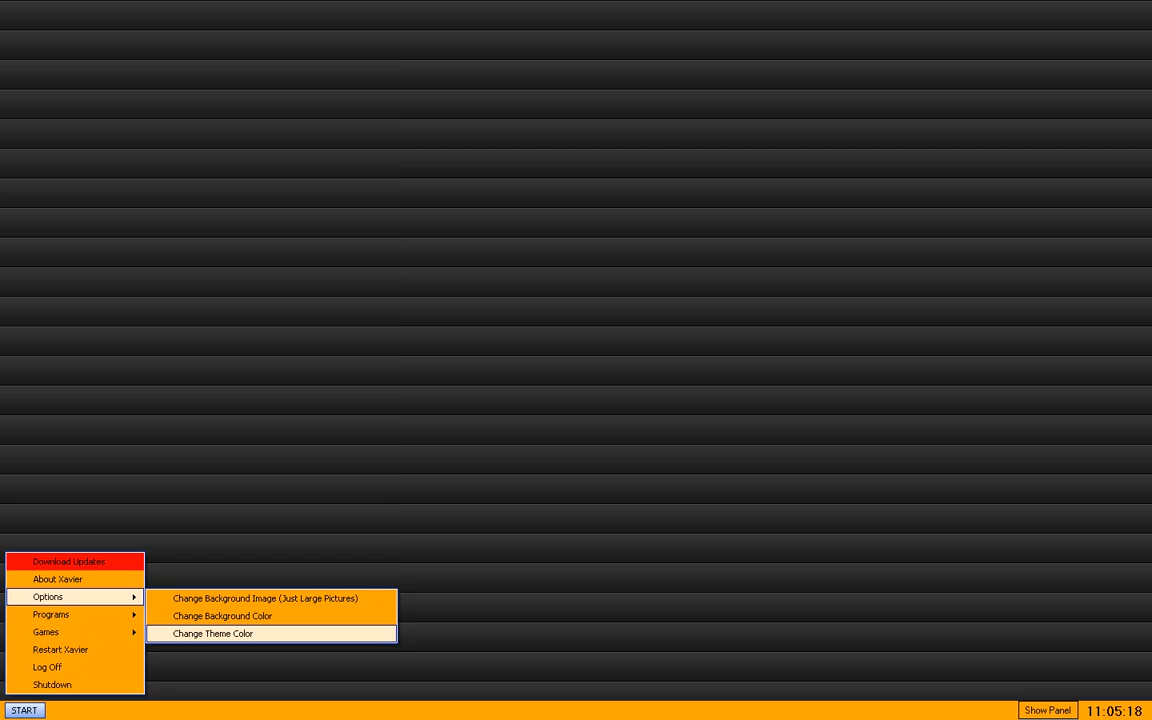 Download Updates
About Xavier
Options
Change Background Image (Just Large Pictures)
Programs
Change Background Color
Games
Change Theme Color
Restart Xavier
Log Off
Shutdown
START
Show Panel
11:05:18